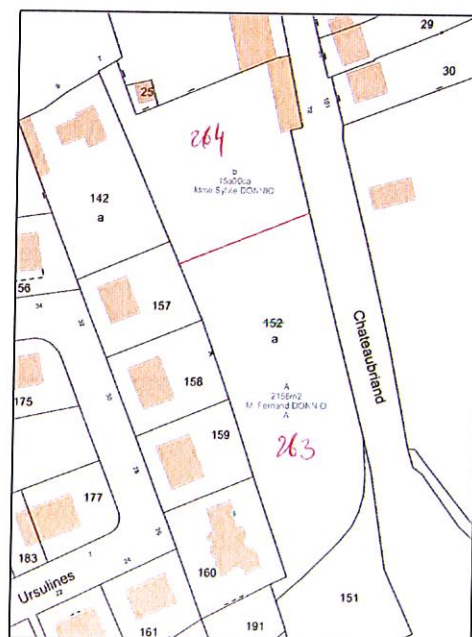 29
30
25
264
b
15a00ca
Mme Sylvie DONNIO
142
a
56
157
152
a
Chateaubriand
158
175
A
2156m2
M. Fernand DONNIO
A
159
263
177
183
160
Ursulines
151
161
191